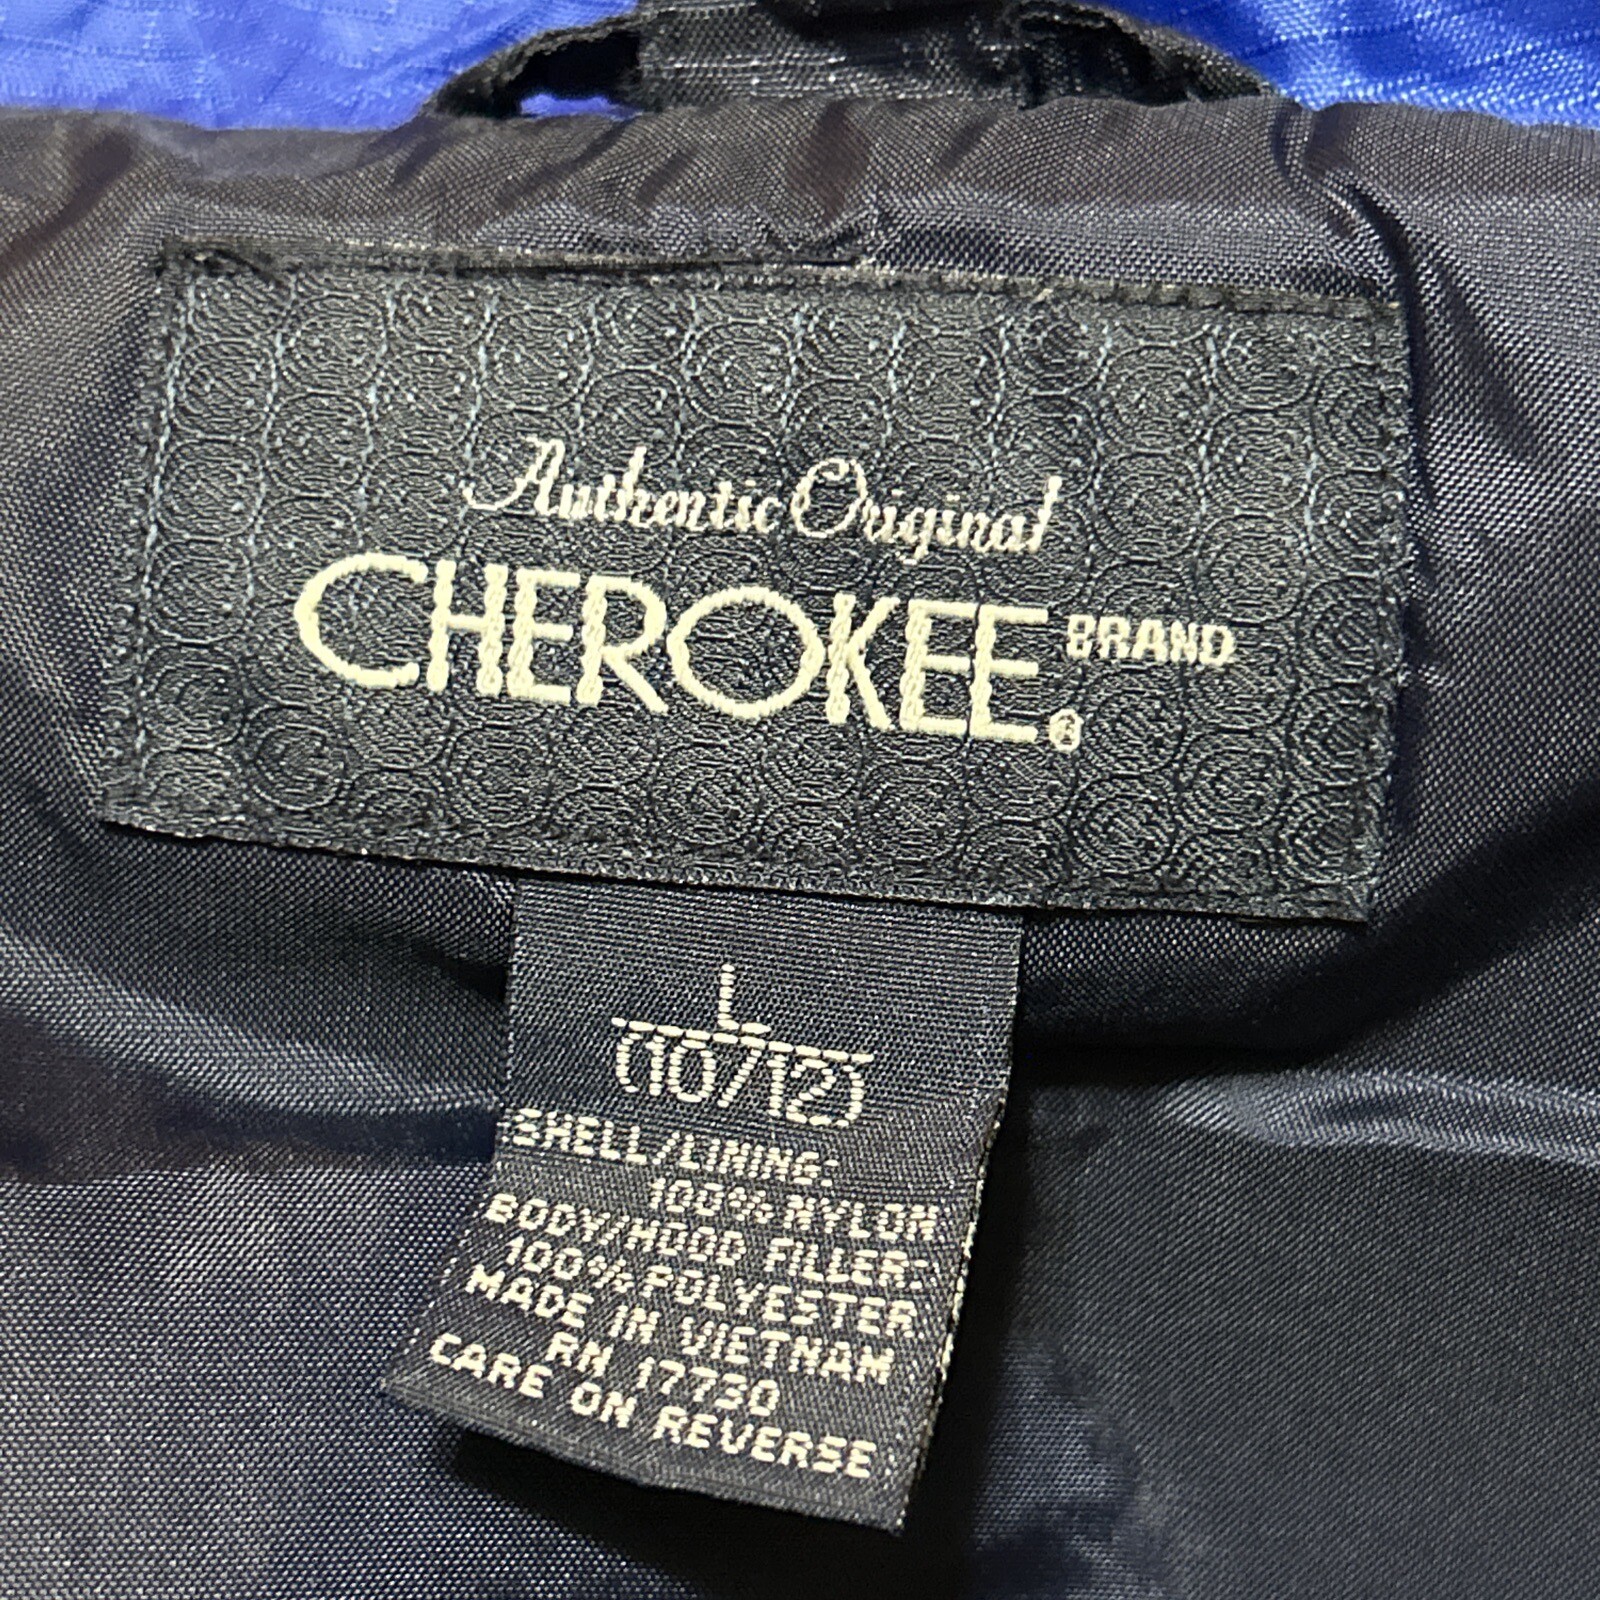 Authentic Original
CHEROKEE® BRAND
L
(10/12)
SHELL/LINING:
100% NYLON
BODY/HOOD FILLER:
100% POLYESTER
MADE IN VIETNAM
RN 17730
CARE ON REVERSE